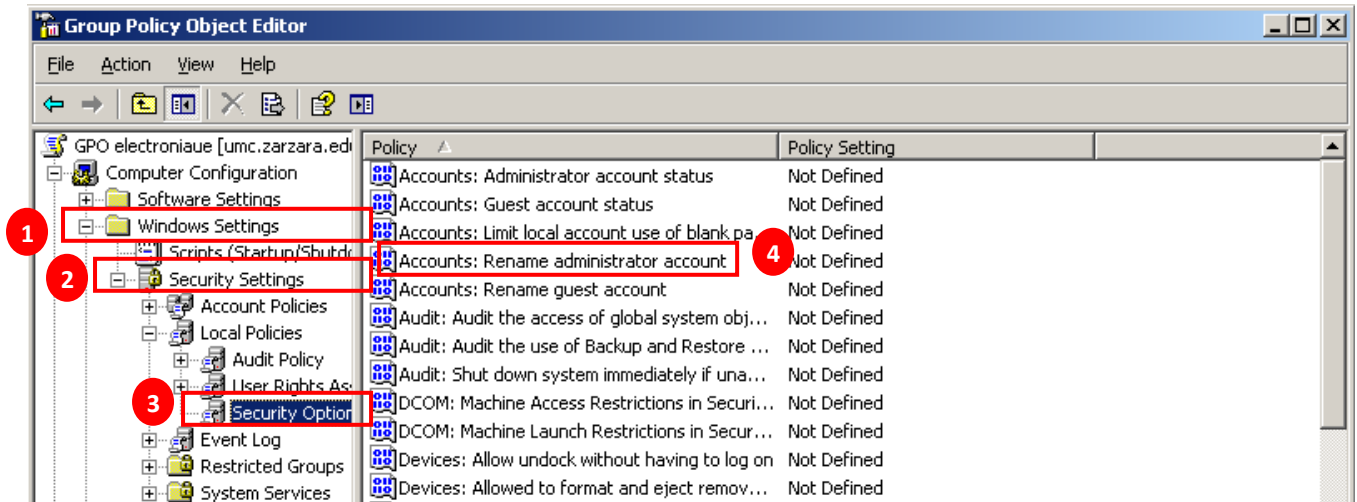 Group Policy Object Editor
File Action View Help
GPO electroniaue [umc.zarzara.edu
Computer Configuration
Software Settings
1
Windows Settings
Scripts (Startup/Shutdo
2
Security Settings
Account Policies
Local Policies
Audit Policy
User Rights As
3
Security Option
Event Log
Restricted Groups
System Services
Policy Policy Setting
Accounts: Administrator account status Not Defined
Accounts: Guest account status Not Defined
Accounts: Limit local account use of blank pa... Not Defined
Accounts: Rename administrator account 4 Not Defined
Accounts: Rename guest account Not Defined
Audit: Audit the access of global system obj... Not Defined
Audit: Audit the use of Backup and Restore ... Not Defined
Audit: Shut down system immediately if una... Not Defined
DCOM: Machine Access Restrictions in Securi... Not Defined
DCOM: Machine Launch Restrictions in Secur... Not Defined
Devices: Allow undock without having to log on Not Defined
Devices: Allowed to format and eject remov... Not Defined